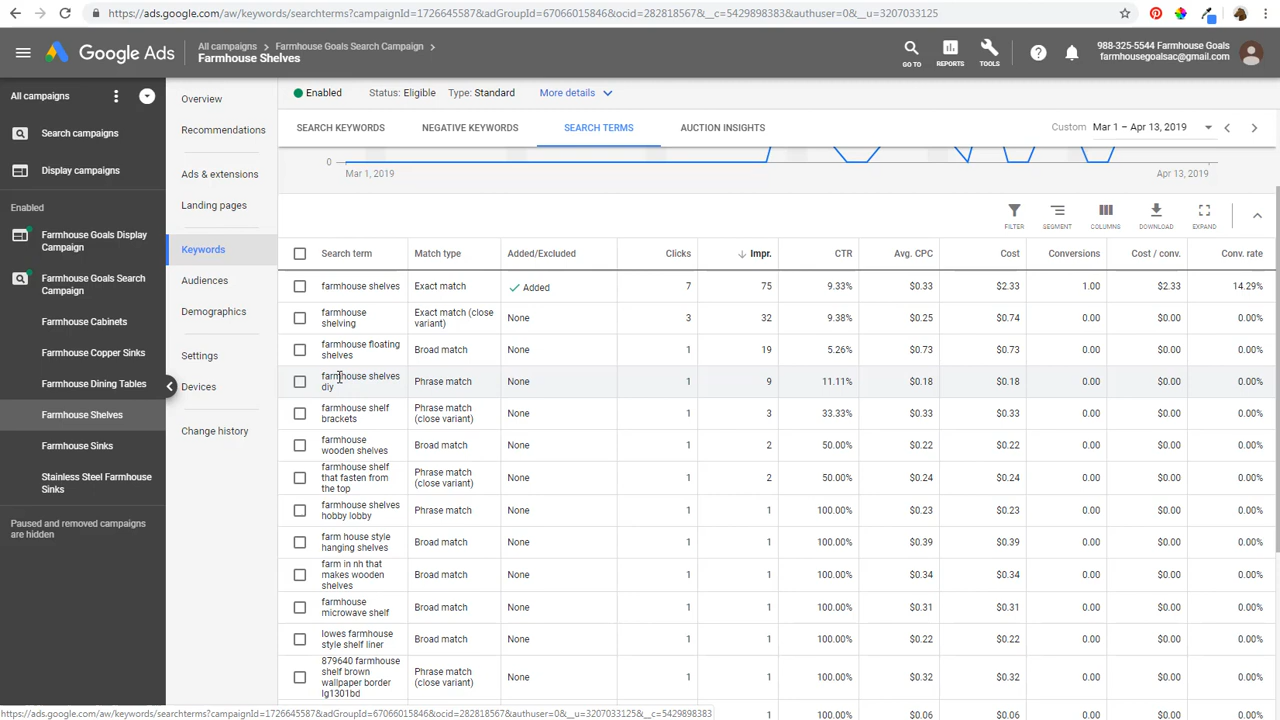 https://ads.google.com/aw/keywords/searchterms?campaignId=1726645587&adGroupId=67066015846&ocid=282818567&__c=5429898383&authuser=0&__u=3207033125
Google Ads
All campaigns > Farmhouse Goals Search Campaign >
Farmhouse Shelves
GO TO
REPORTS
TOOLS
988-325-5544 Farmhouse Goals
farmhousegoalsac@gmail.com
All campaigns
Search campaigns
Display campaigns
Enabled
Farmhouse Goals Display
Campaign
Farmhouse Goals Search
Campaign
Farmhouse Cabinets
Farmhouse Copper Sinks
Farmhouse Dining Tables
Farmhouse Shelves
Farmhouse Sinks
Stainless Steel Farmhouse
Sinks
Paused and removed campaigns
are hidden
Overview
Recommendations
Ads & extensions
Landing pages
Keywords
Audiences
Demographics
Settings
Devices
Change history
Enabled Status: Eligible Type: Standard More details
SEARCH KEYWORDS NEGATIVE KEYWORDS SEARCH TERMS AUCTION INSIGHTS Custom Mar 1 – Apr 13, 2019
0
Mar 1, 2019 Apr 13, 2019
FILTER SEGMENT COLUMNS DOWNLOAD EXPAND
Search term Match type Added/Excluded Clicks Impr. CTR Avg. CPC Cost Conversions Cost / conv. Conv. rate
farmhouse shelves Exact match Added 7 75 9.33% $0.33 $2.33 1.00 $2.33 14.29%
farmhouse
shelving Exact match (close
variant) None 3 32 9.38% $0.25 $0.74 0.00 $0.00 0.00%
farmhouse floating
shelves Broad match None 1 19 5.26% $0.73 $0.73 0.00 $0.00 0.00%
farmhouse shelves
diy Phrase match None 1 9 11.11% $0.18 $0.18 0.00 $0.00 0.00%
farmhouse shelf
brackets Phrase match
(close variant) None 1 3 33.33% $0.33 $0.33 0.00 $0.00 0.00%
farmhouse
wooden shelves Broad match None 1 2 50.00% $0.22 $0.22 0.00 $0.00 0.00%
farmhouse shelf
that fasten from
the top Phrase match
(close variant) None 1 2 50.00% $0.24 $0.24 0.00 $0.00 0.00%
farmhouse shelves
hobby lobby Phrase match None 1 1 100.00% $0.23 $0.23 0.00 $0.00 0.00%
farm house style
hanging shelves Broad match None 1 1 100.00% $0.39 $0.39 0.00 $0.00 0.00%
farm in nh that
makes wooden
shelves Broad match None 1 1 100.00% $0.34 $0.34 0.00 $0.00 0.00%
farmhouse
microwave shelf Broad match None 1 1 100.00% $0.31 $0.31 0.00 $0.00 0.00%
lowes farmhouse
style shelf liner Broad match None 1 1 100.00% $0.22 $0.22 0.00 $0.00 0.00%
879640 farmhouse
shelf brown
wallpaper border
lg1301bd Phrase match
(close variant) None 1 1 100.00% $0.32 $0.32 0.00 $0.00 0.00%
1 100.00% $0.06 $0.06 0.00 $0.00 0.00%
https://ads.google.com/aw/keywords/searchterms?campaignId=1726645587&adGroupId=67066015846&ocid=282818567&authuser=0&__u=3207033125&__c=5429898383